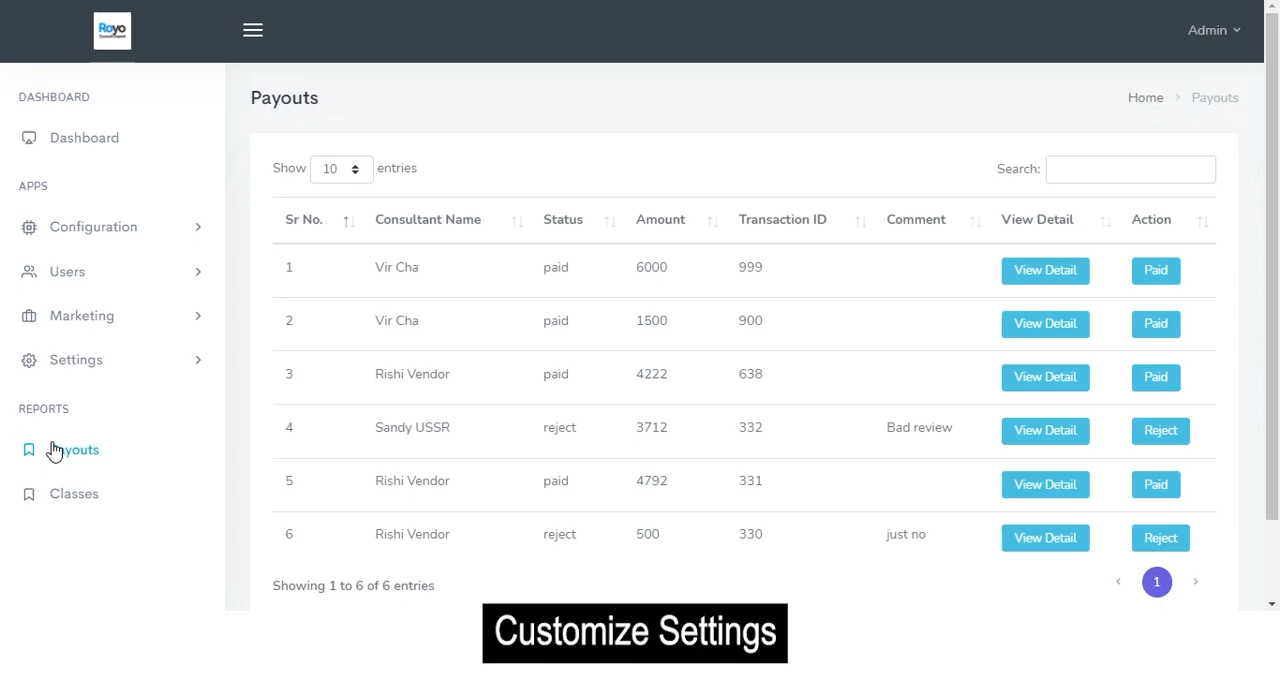 Royo
Admin
DASHBOARD
Dashboard
APPS
Configuration
Users
Marketing
Settings
REPORTS
Payouts
Classes
Payouts
Home > Payouts
Show 10 entries
Search:
Sr No. Consultant Name Status Amount Transaction ID Comment View Detail Action
1 Vir Cha paid 6000 999 View Detail Paid
2 Vir Cha paid 1500 900 View Detail Paid
3 Rishi Vendor paid 4222 638 View Detail Paid
4 Sandy USSR reject 3712 332 Bad review View Detail Reject
5 Rishi Vendor paid 4792 331 View Detail Paid
6 Rishi Vendor reject 500 330 just no View Detail Reject
Showing 1 to 6 of 6 entries
< 1 >
Customize Settings